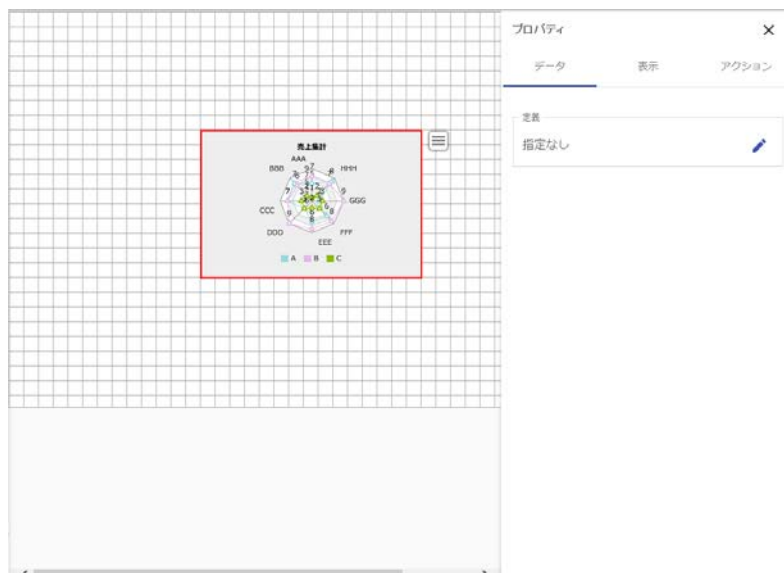 プロパティ
データ
表示
アクション
定義
指定なし
売上集計
AAA
BBB
HHH
CCC
GGG
DDD
FFF
EEE
A B C